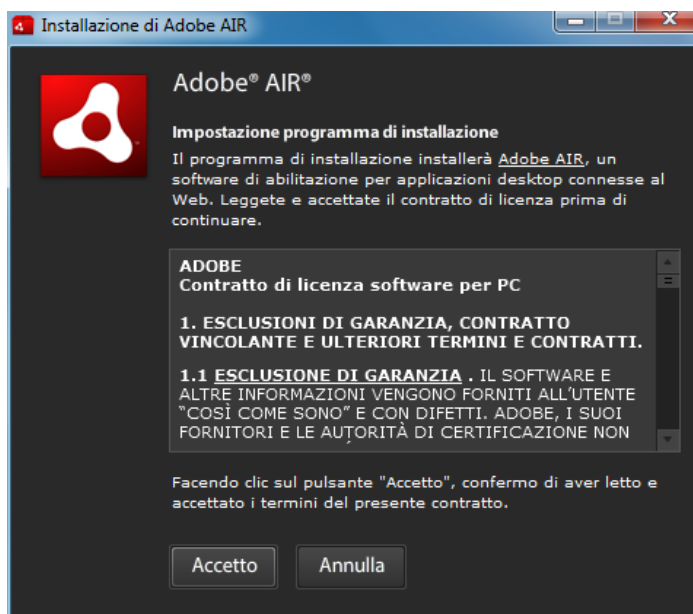 Installazione di Adobe AIR
Adobe® AIR®
Impostazione programma di installazione
Il programma di installazione installerà Adobe AIR, un
software di abilitazione per applicazioni desktop connesse al
Web. Leggete e accettate il contratto di licenza prima di
continuare.
ADOBE
Contratto di licenza software per PC
1. ESCLUSIONI DI GARANZIA, CONTRATTO
VINCOLANTE E ULTERIORI TERMINI E CONTRATTI.
1.1 ESCLUSIONE DI GARANZIA . IL SOFTWARE E
ALTRE INFORMAZIONI VENGONO FORNITI ALL’UTENTE
“COSÌ COME SONO” E CON DIFETTI. ADOBE, I SUOI
FORNITORI E LE AUTORITÀ DI CERTIFICAZIONE NON
Facendo clic sul pulsante "Accetto", confermo di aver letto e
accettato i termini del presente contratto.
Accetto
Annulla